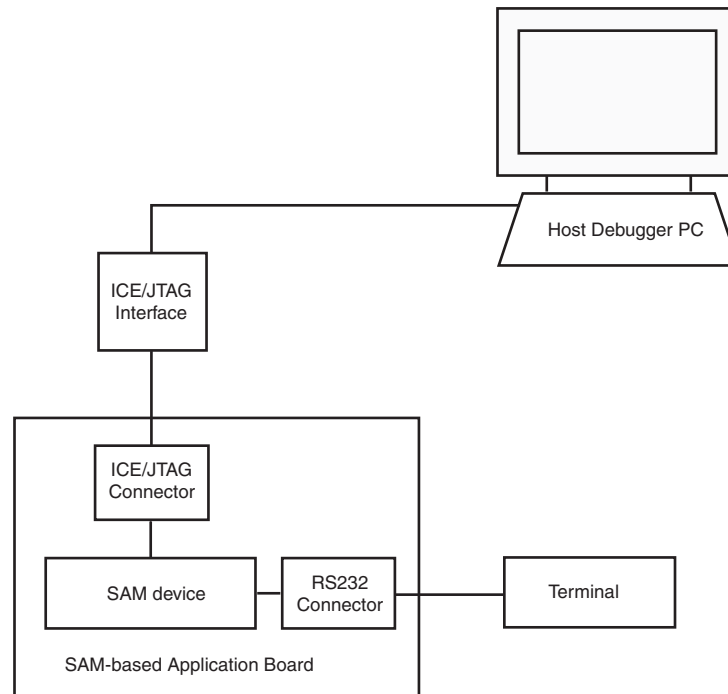 Host Debugger PC
ICE/JTAG
Interface
ICE/JTAG
Connector
SAM device
RS232
Connector
Terminal
SAM-based Application Board